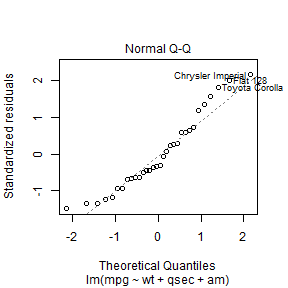 Normal Q-Q
Chrysler Imperial
Fiat 128
Toyota Corolla
Standardized residuals
2
1
0
-1
-2 -1 0 1 2
Theoretical Quantiles
lm(mpg ~ wt + qsec + am)